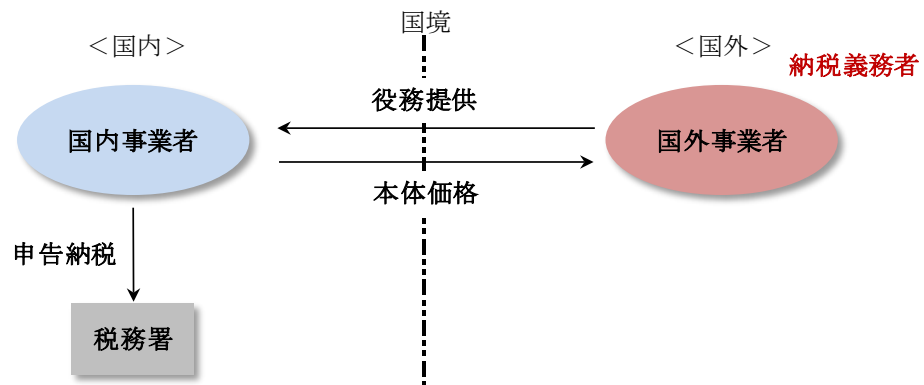 国境
＜国内＞
＜国外＞
納税義務者
役務提供
国内事業者
国外事業者
本体価格
申告納税
税務署